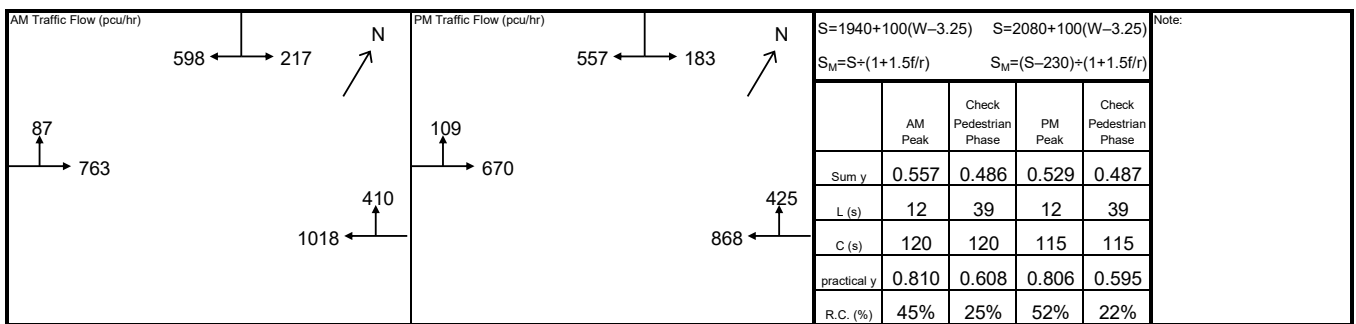 AM Traffic Flow (pcu/hr)
N
598
217
87
763
410
1018
PM Traffic Flow (pcu/hr)
N
557
183
109
670
425
868
S=1940+100(W–3.25) S=2080+100(W–3.25)
S_M=S÷(1+1.5f/r) S_M=(S–230)÷(1+1.5f/r)
AM Peak
Check Pedestrian Phase
PM Peak
Check Pedestrian Phase
Sum y 0.557 0.486 0.529 0.487
L (s) 12 39 12 39
C (s) 120 120 115 115
practical y 0.810 0.608 0.806 0.595
R.C. (%) 45% 25% 52% 22%
Note: